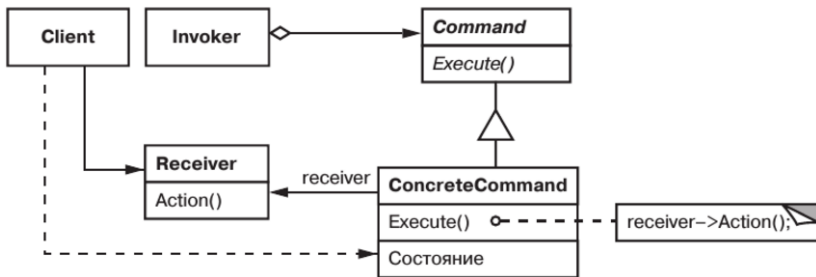 Client
Invoker
Command
Execute()
Receiver
Action()
receiver
ConcreteCommand
Execute()
receiver–>Action();
Состояние